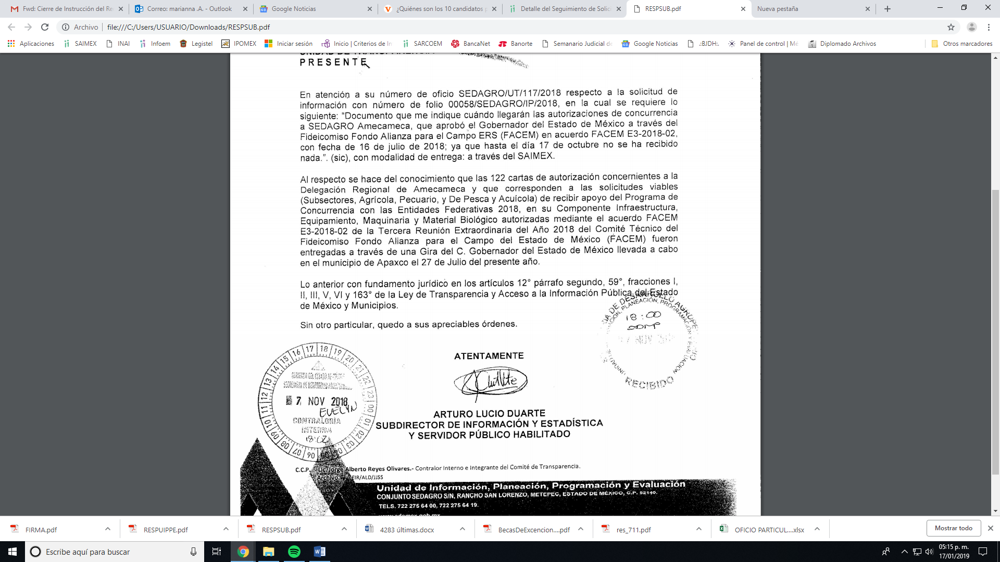 Fwd: Cierre de Instrucción del Re
Correo: marianna .A. - Outlook
Google Noticias
¿Quiénes son los 10 candidatos p
Detalle del Seguimiento de Solici
RESPSUB.pdf
Nueva pestaña
Archivo
file:///C:/Users/USUARIO/Downloads/RESPSUB.pdf
Aplicaciones
SAIMEX
INAI
Infoem
Legistel
IPOMEX
Iniciar sesión
Inicio | Criterios de In
SARCOEM
BancaNet
Banorte
Semanario Judicial de
Google Noticias
.:BJDH:.
Panel de control | Mé
Diplomado Archivos
Otros marcadores
UNIDAD DE TRANSPARENCIA
PRESENTE
En atención a su número de oficio SEDAGRO/UT/117/2018 respecto a la solicitud de
información con número de folio 00058/SEDAGRO/IP/2018, en la cual se requiere lo
siguiente: "Documento que me indique cuándo llegarán las autorizaciones de concurrencia
a SEDAGRO Amecameca, que aprobó el Gobernador del Estado de México a través del
Fideicomiso Fondo Alianza para el Campo ERS (FACEM) en acuerdo FACEM E3-2018-02,
con fecha de 16 de julio de 2018; ya que hasta el día 17 de octubre no se ha recibido
nada.". (sic), con modalidad de entrega: a través del SAIMEX.
Al respecto se hace del conocimiento que las 122 cartas de autorización concernientes a la
Delegación Regional de Amecameca y que corresponden a las solicitudes viables
(Subsectores, Agrícola, Pecuario, y De Pesca y Acuícola) de recibir apoyo del Programa de
Concurrencia con las Entidades Federativas 2018, en su Componente Infraestructura,
Equipamiento, Maquinaria y Material Biológico autorizadas mediante el acuerdo FACEM
E3-2018-02 de la Tercera Reunión Extraordinaria del Año 2018 del Comité Técnico del
Fideicomiso Fondo Alianza para el Campo del Estado de México (FACEM) fueron
entregadas a través de una Gira del C. Gobernador del Estado de México llevada a cabo
en el municipio de Apaxco el 27 de Julio del presente año.
Lo anterior con fundamento jurídico en los artículos 12° párrafo segundo, 59°, fracciones I,
II, III, V, VI y 163° de la Ley de Transparencia y Acceso a la Información Pública del Estado
de México y Municipios.
Sin otro particular, quedo a sus apreciables órdenes.
18:00
7 NOV
RECIBIDO
ATENTAMENTE
7 NOV 2018
EVELYN
CONTRALORÍA
INTERNA
18:02
ARTURO LUCIO DUARTE
SUBDIRECTOR DE INFORMACIÓN Y ESTADÍSTICA
Y SERVIDOR PÚBLICO HABILITADO
C.C.P. Lic. Jorge Alberto Reyes Olivares.- Contralor Interno e Integrante del Comité de Transparencia.
Archivo. EIR/ALD/JJSS
Unidad de Información, Planeación, Programación y Evaluación
CONJUNTO SEDAGRO S/N, RANCHO SAN LORENZO, METEPEC, ESTADO DE MÉXICO, C.P. 52140.
TELS. 722 275 64 00, 722 275 64 19.
FIRMA.pdf
RESPUIPPE.pdf
RESPSUB.pdf
4283 últimas.docx
BecasDeExcencion....pdf
res_711.pdf
OFICIO PARTICUL....xlsx
Mostrar todo
Escribe aquí para buscar
05:15 p. m.
17/01/2019